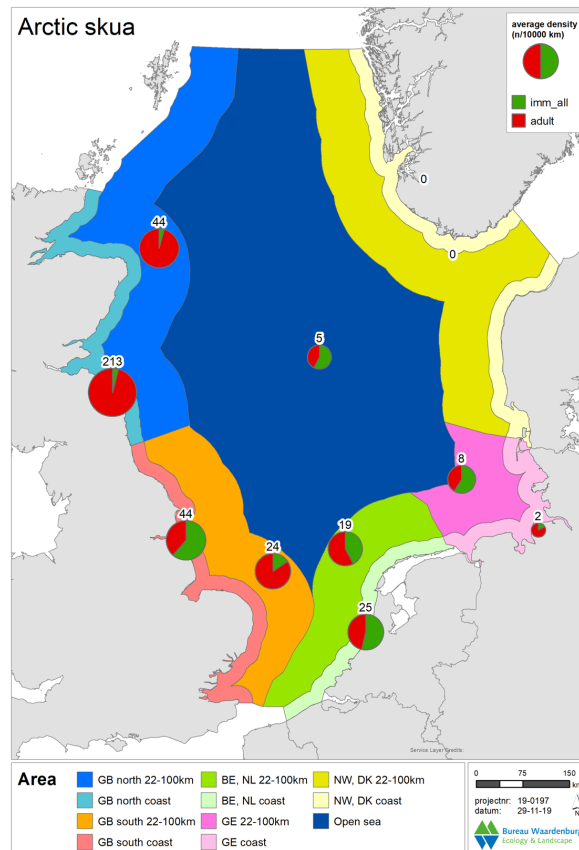 Arctic skua
average density
(n/10000 km)
imm_all
adult
0
44
0
5
213
8
2
44
19
24
25
Service Layer Credits:
Area
GB north 22-100km
GB north coast
GB south 22-100km
GB south coast
BE, NL 22-100km
BE, NL coast
GE 22-100km
GE coast
NW, DK 22-100km
NW, DK coast
Open sea
0 75 150
projectnr: 19-0197
datum: 29-11-19
Bureau Waardenburg
Ecology & Landscape